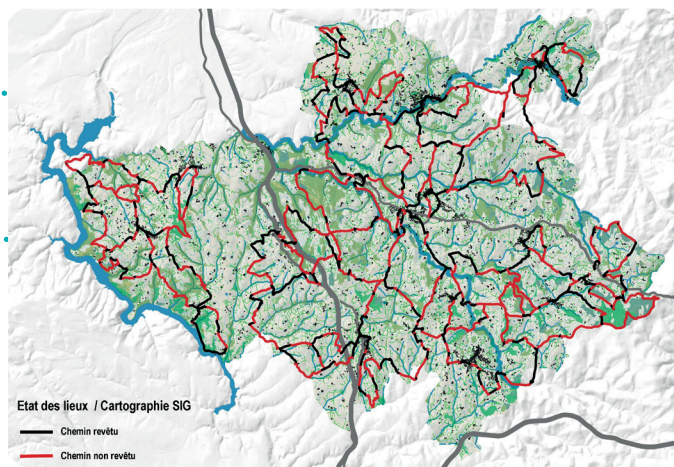 Etat des lieux / Cartographie SIG
Chemin revêtu
Chemin non revêtu